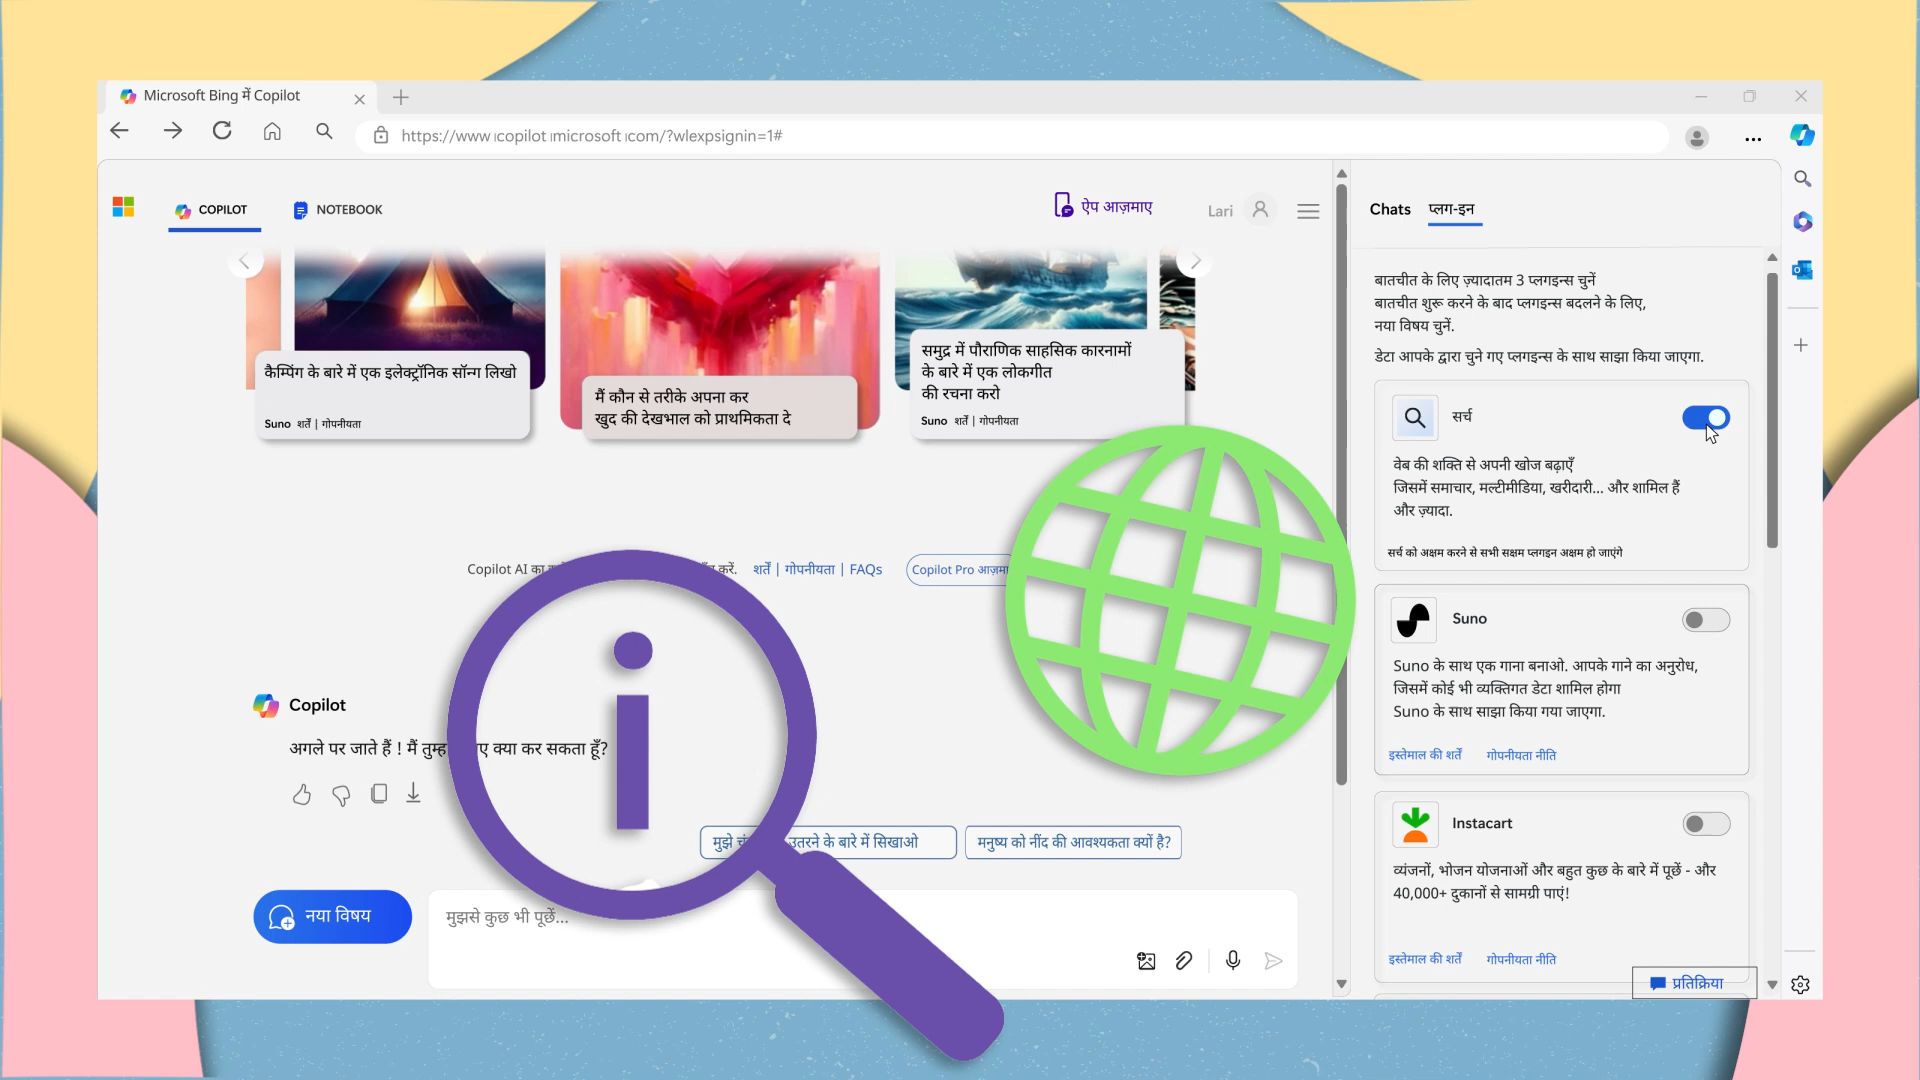 Microsoft Bing में Copilot
https://www.copilot.microsoft.com/?wlexpsignin=1#
COPILOT
NOTEBOOK
ऐप आज़माए
Lari
Chats
प्लग-इन
कैम्पिंग के बारे में एक इलेक्ट्रॉनिक सॉन्ग लिखो
Suno शर्तें | गोपनीयता
मैं कौन से तरीके अपना कर
खुद की देखभाल को प्राथमिकता दे
समुद्र में पौराणिक साहसिक कारनामों
के बारे में एक लोकगीत
की रचना करो
Suno शर्तें | गोपनीयता
Copilot AI का
करें.
शर्तें | गोपनीयता | FAQs
Copilot Pro
Copilot
अगले पर जाते हैं ! मैं
क्या कर सकता हूँ?
मुझे
उतरने के बारे में सिखाओ
मनुष्य को नींद की आवश्यकता क्यों है?
नया विषय
मुझसे कुछ भी पूछें...
बातचीत के लिए ज़्यादातम 3 प्लगइन्स चुनें
बातचीत शुरू करने के बाद प्लगइन्स बदलने के लिए,
नया विषय चुनें.
डेटा आपके द्वारा चुने गए प्लगइन्स के साथ साझा किया जाएगा.
सर्च
वेब की शक्ति से अपनी खोज बढ़ाएँ
जिसमें समाचार, मल्टीमीडिया, खरीदारी... और शामिल हैं
और ज़्यादा.
सर्च को अक्षम करने से सभी सक्षम प्लगइन अक्षम हो जाएंगे
Suno
Suno के साथ एक गाना बनाओ. आपके गाने का अनुरोध,
जिसमें कोई भी व्यक्तिगत डेटा शामिल होगा
Suno के साथ साझा किया गया जाएगा.
इस्तेमाल की शर्तें
गोपनीयता नीति
Instacart
व्यंजनों, भोजन योजनाओं और बहुत कुछ के बारे में पूछें - और
40,000+ दुकानों से सामग्री पाएं!
इस्तेमाल की शर्तें
गोपनीयता नीति
प्रतिक्रिया